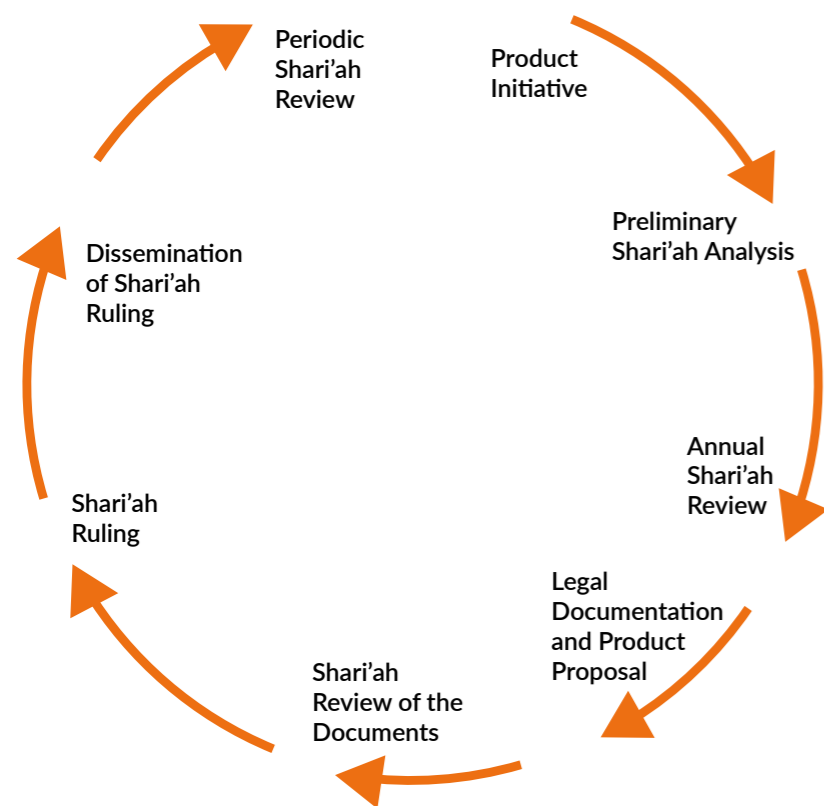 Periodic
Shari’ah
Review
Product
Initiative
Preliminary
Shari’ah Analysis
Annual
Shari’ah
Review
Legal
Documentation
and Product
Proposal
Shari’ah
Review of the
Documents
Shari’ah
Ruling
Dissemination
of Shari’ah
Ruling